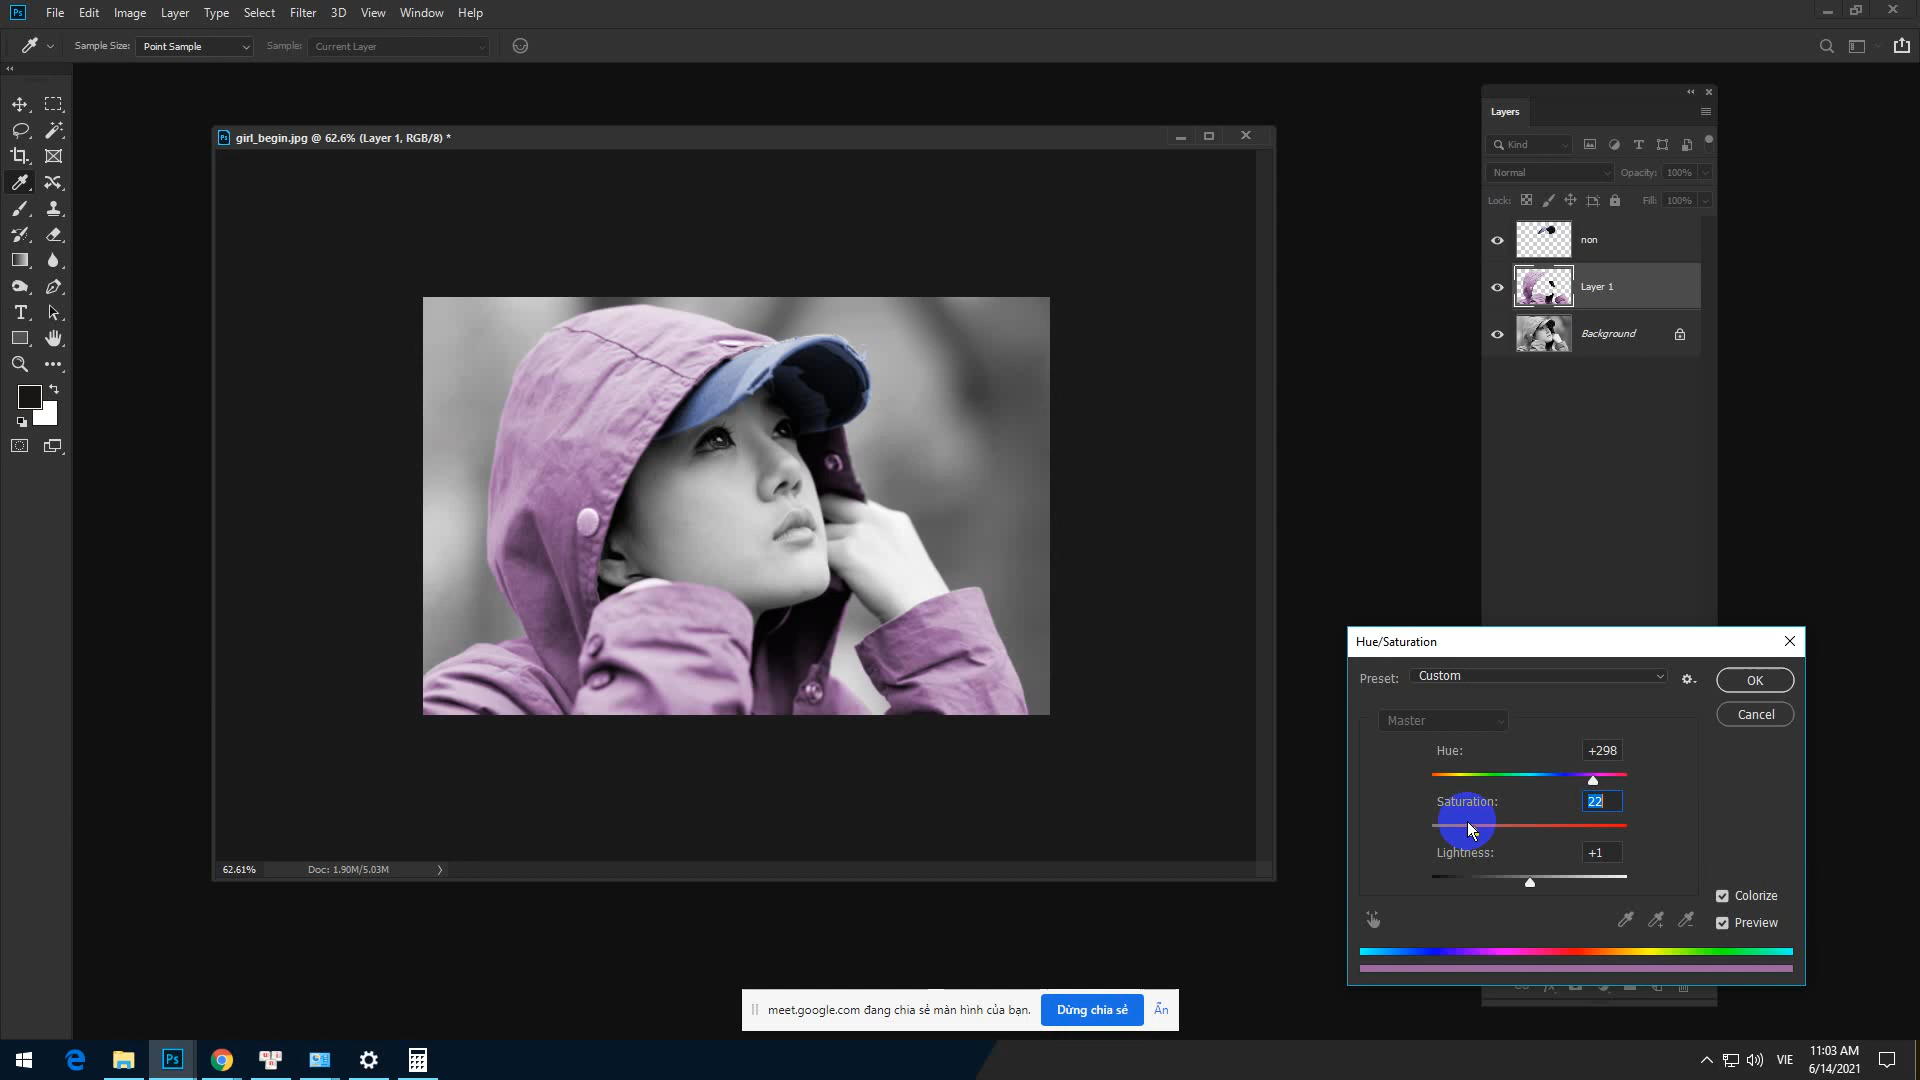 Ps File Edit Image Layer Type Select Filter 3D View Window Help
Sample Size: Point Sample Sample: Current Layer
girl_begin.jpg @ 62.6% (Layer 1, RGB/8) *
Layers
Kind
Normal Opacity: 100%
Lock: Fill: 100%
non
Layer 1
Background
Hue/Saturation
Preset: Custom
OK
Master
Cancel
Hue: +298
Saturation: 22
Lightness: +1
Colorize
Preview
62.61% Doc: 1.90M/5.03M
meet.google.com đang chia sẻ màn hình của bạn. Dừng chia sẻ Ẩn
Ps
VIE
11:03 AM
6/14/2021